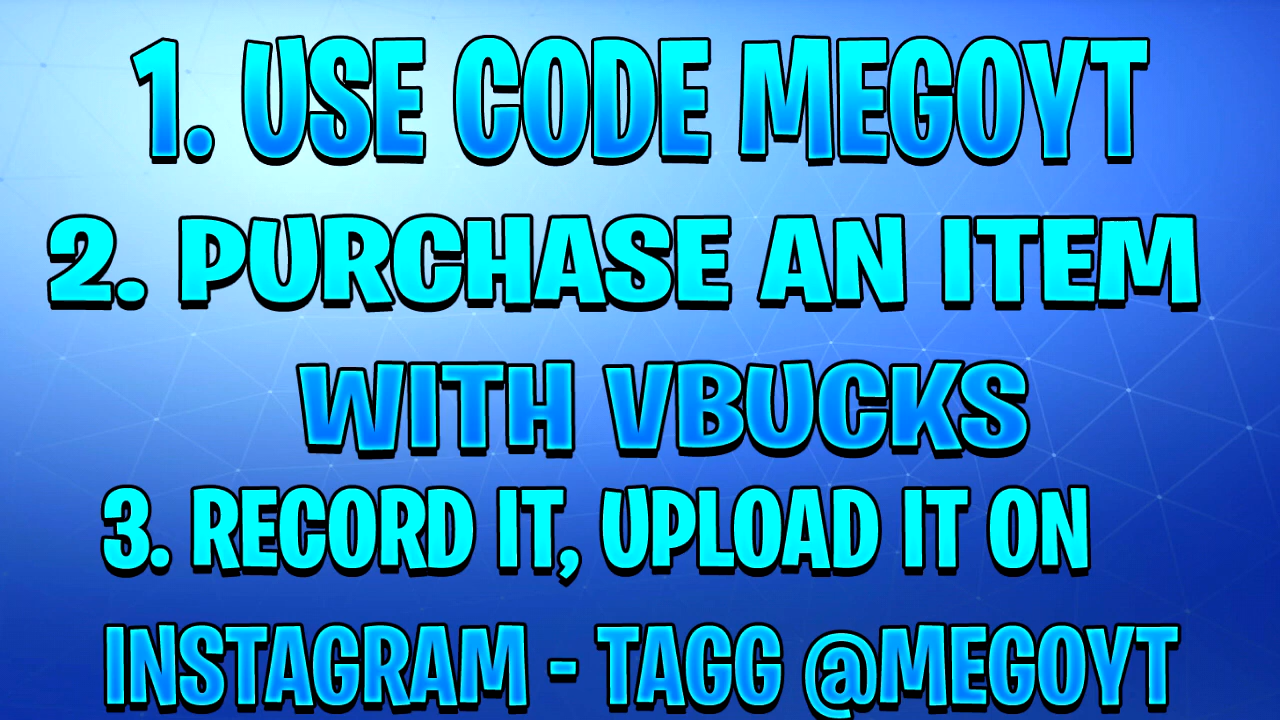 1. USE CODE MEGOYT
2. PURCHASE AN ITEM
WITH VBUCKS
3. RECORD IT, UPLOAD IT ON
INSTAGRAM - TAGG @MEGOYT